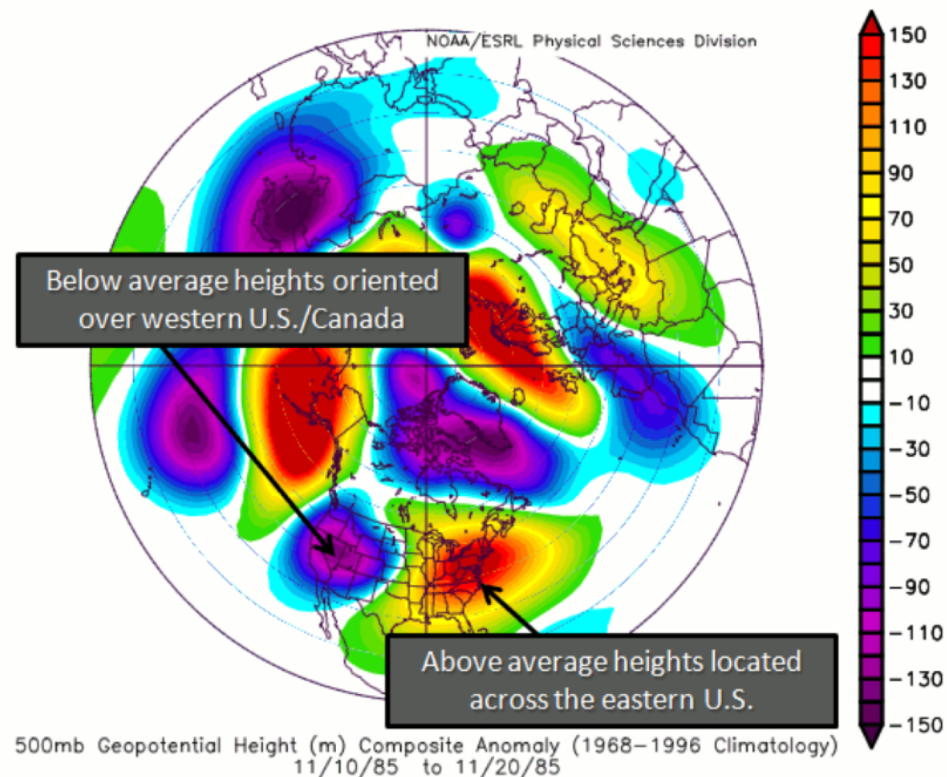 NOAA/ESRL Physical Sciences Division
150
130
110
90
70
50
30
10
-10
-30
-50
-70
-90
-110
-130
-150
Below average heights oriented
over western U.S./Canada
Above average heights located
across the eastern U.S.
500mb Geopotential Height (m) Composite Anomaly (1968-1996 Climatology)
11/10/85 to 11/20/85